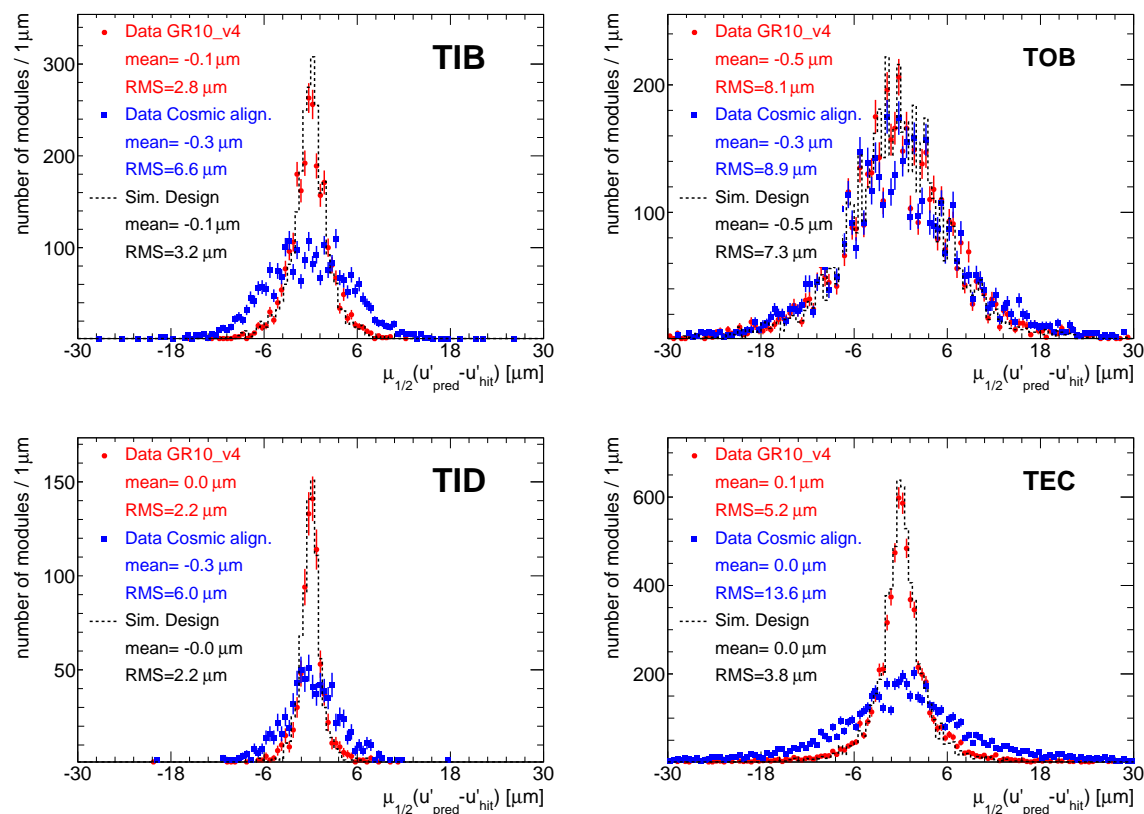 TIB
Data GR10_v4
mean= -0.1 μm
RMS=2.8 μm
Data Cosmic align.
mean= -0.3 μm
RMS=6.6 μm
Sim. Design
mean= -0.1 μm
RMS=3.2 μm
number of modules / 1μm
300
200
100
-30 -18 -6 6 18 30
μ1/2(u'pred-u'hit) [μm]
TOB
Data GR10_v4
mean= -0.5 μm
RMS=8.1 μm
Data Cosmic align.
mean= -0.3 μm
RMS=8.9 μm
Sim. Design
mean= -0.5 μm
RMS=7.3 μm
number of modules / 1μm
200
100
-30 -18 -6 6 18 30
μ1/2(u'pred-u'hit) [μm]
TID
Data GR10_v4
mean= 0.0 μm
RMS=2.2 μm
Data Cosmic align.
mean= -0.3 μm
RMS=6.0 μm
Sim. Design
mean= -0.0 μm
RMS=2.2 μm
number of modules / 1μm
150
100
50
-30 -18 -6 6 18 30
μ1/2(u'pred-u'hit) [μm]
TEC
Data GR10_v4
mean= 0.1 μm
RMS=5.2 μm
Data Cosmic align.
mean= 0.0 μm
RMS=13.6 μm
Sim. Design
mean= 0.0 μm
RMS=3.8 μm
number of modules / 1μm
600
400
200
-30 -18 -6 6 18 30
μ1/2(u'pred-u'hit) [μm]